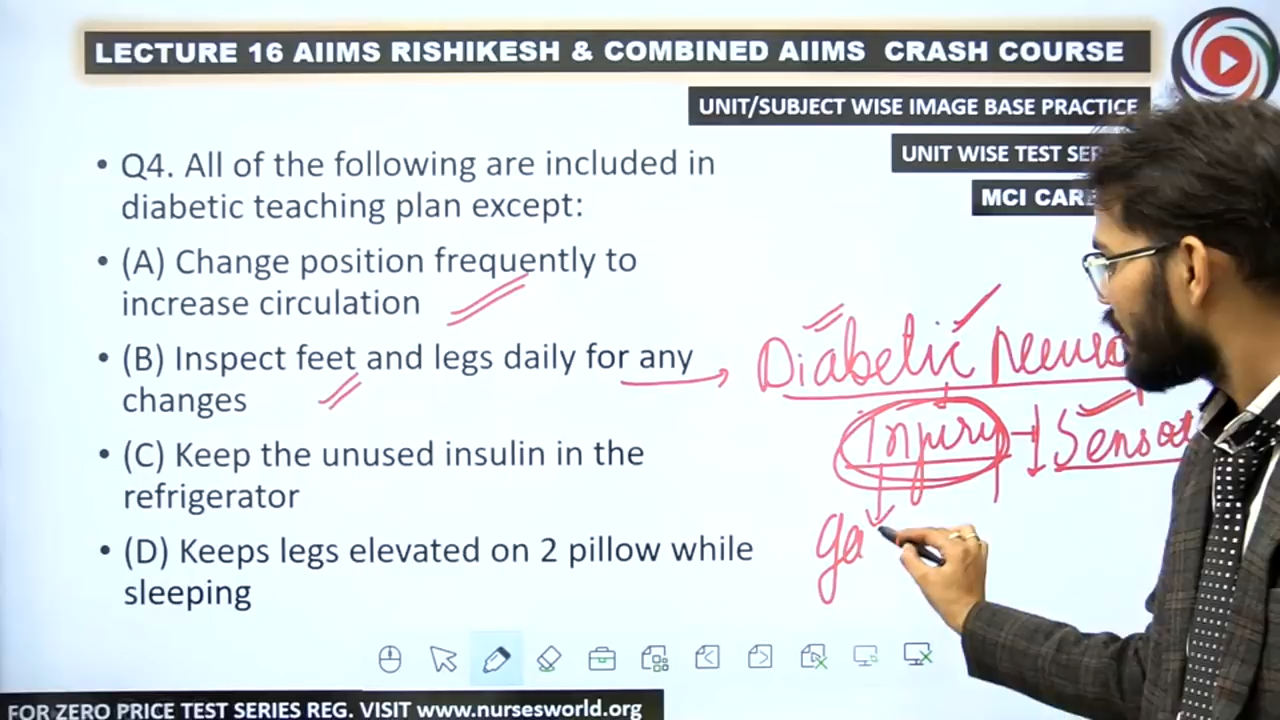 LECTURE 16 AIIMS RISHIKESH & COMBINED AIIMS CRASH COURSE
UNIT/SUBJECT WISE IMAGE BASE PRACTICE
UNIT WISE TEST SE
MCI CAR
• Q4. All of the following are included in
diabetic teaching plan except:
• (A) Change position frequently to
increase circulation
• (B) Inspect feet and legs daily for any
changes
• (C) Keep the unused insulin in the
refrigerator
• (D) Keeps legs elevated on 2 pillow while
sleeping
Diabetic Neuro
Injury
Sensat
Ga
FOR ZERO PRICE TEST SERIES REG. VISIT www.nursesworld.org